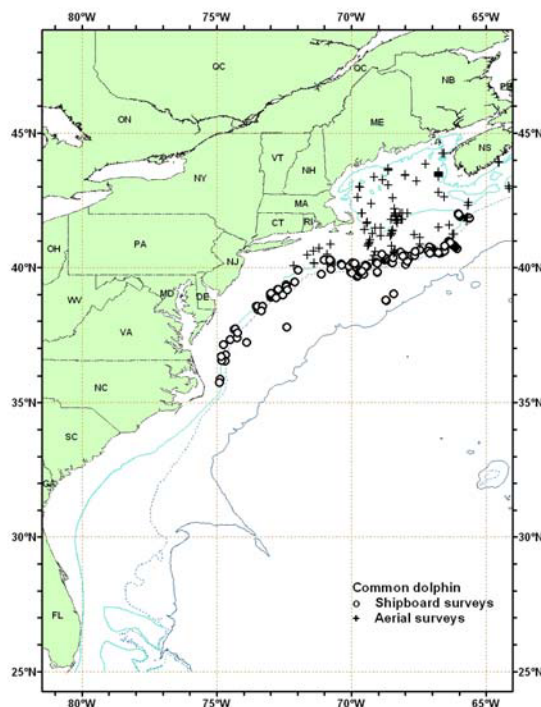 80°W 75°W 70°W 65°W
QC QC NB PE
ON ME
45°N 45°N
NS
VT
NH
NY
MA
CT RI
PA
OH NJ
40°N 40°N
MD DE
WV
VA
NC
35°N 35°N
SC
GA
30°N 30°N
Common dolphin
Shipboard surveys
FL Aerial surveys
25°N 25°N
80°W 75°W 70°W 65°W